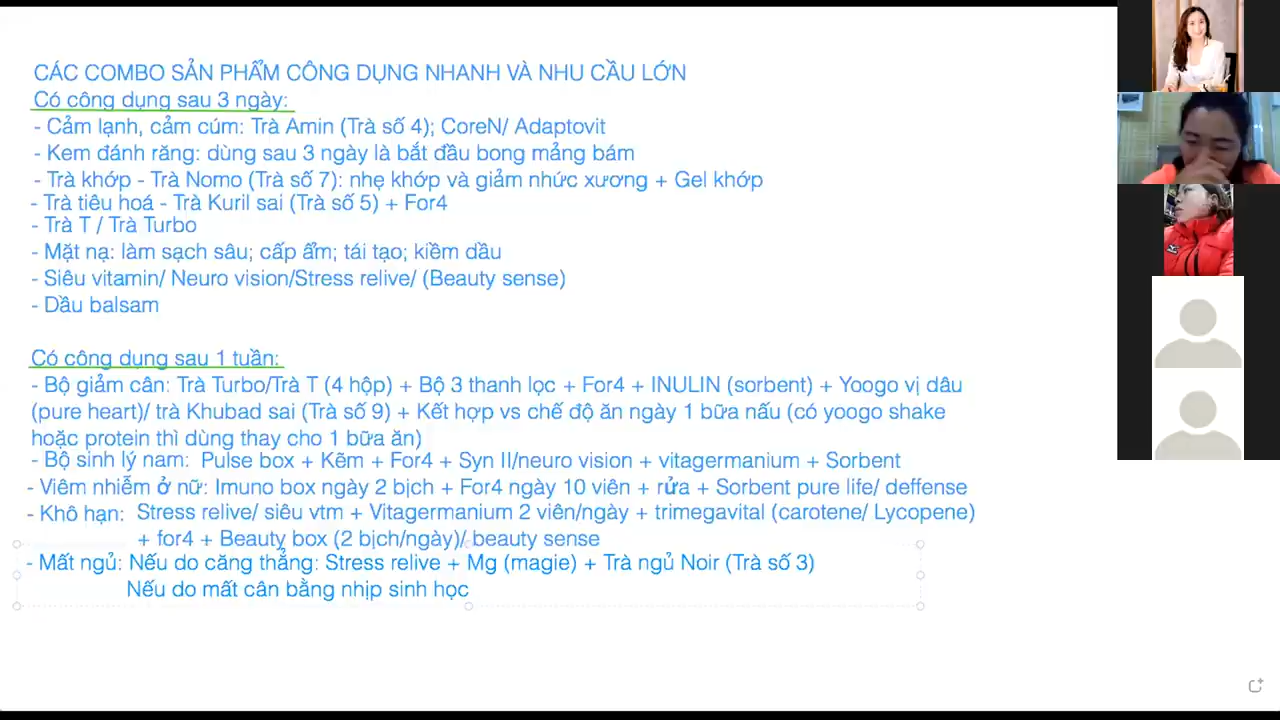 CÁC COMBO SẢN PHẨM CÔNG DỤNG NHANH VÀ NHU CẦU LỚN
Có công dụng sau 3 ngày:
- Cảm lạnh, cảm cúm: Trà Amin (Trà số 4); CoreN/ Adaptovit
- Kem đánh răng: dùng sau 3 ngày là bắt đầu bong mảng bám
- Trà khớp - Trà Nomo (Trà số 7): nhẹ khớp và giảm nhức xương + Gel khớp
- Trà tiêu hoá - Trà Kuril sai (Trà số 5) + For4
- Trà T / Trà Turbo
- Mặt nạ: làm sạch sâu; cấp ẩm; tái tạo; kiềm dầu
- Siêu vitamin/ Neuro vision/Stress relive/ (Beauty sense)
- Dầu balsam
Có công dụng sau 1 tuần:
- Bộ giảm cân: Trà Turbo/Trà T (4 hộp) + Bộ 3 thanh lọc + For4 + INULIN (sorbent) + Yoogo vị dâu
(pure heart)/ trà Khubad sai (Trà số 9) + Kết hợp vs chế độ ăn ngày 1 bữa nấu (có yoogo shake
hoặc protein thì dùng thay cho 1 bữa ăn)
- Bộ sinh lý nam: Pulse box + Kẽm + For4 + Syn II/neuro vision + vitagermanium + Sorbent
- Viêm nhiễm ở nữ: Imuno box ngày 2 bịch + For4 ngày 10 viên + rửa + Sorbent pure life/ deffense
- Khô hạn: Stress relive/ siêu vtm + Vitagermanium 2 viên/ngày + trimegavital (carotene/ Lycopene)
+ for4 + Beauty box (2 bịch/ngày)/ beauty sense
- Mất ngủ: Nếu do căng thẳng: Stress relive + Mg (magie) + Trà ngủ Noir (Trà số 3)
Nếu do mất cân bằng nhịp sinh học